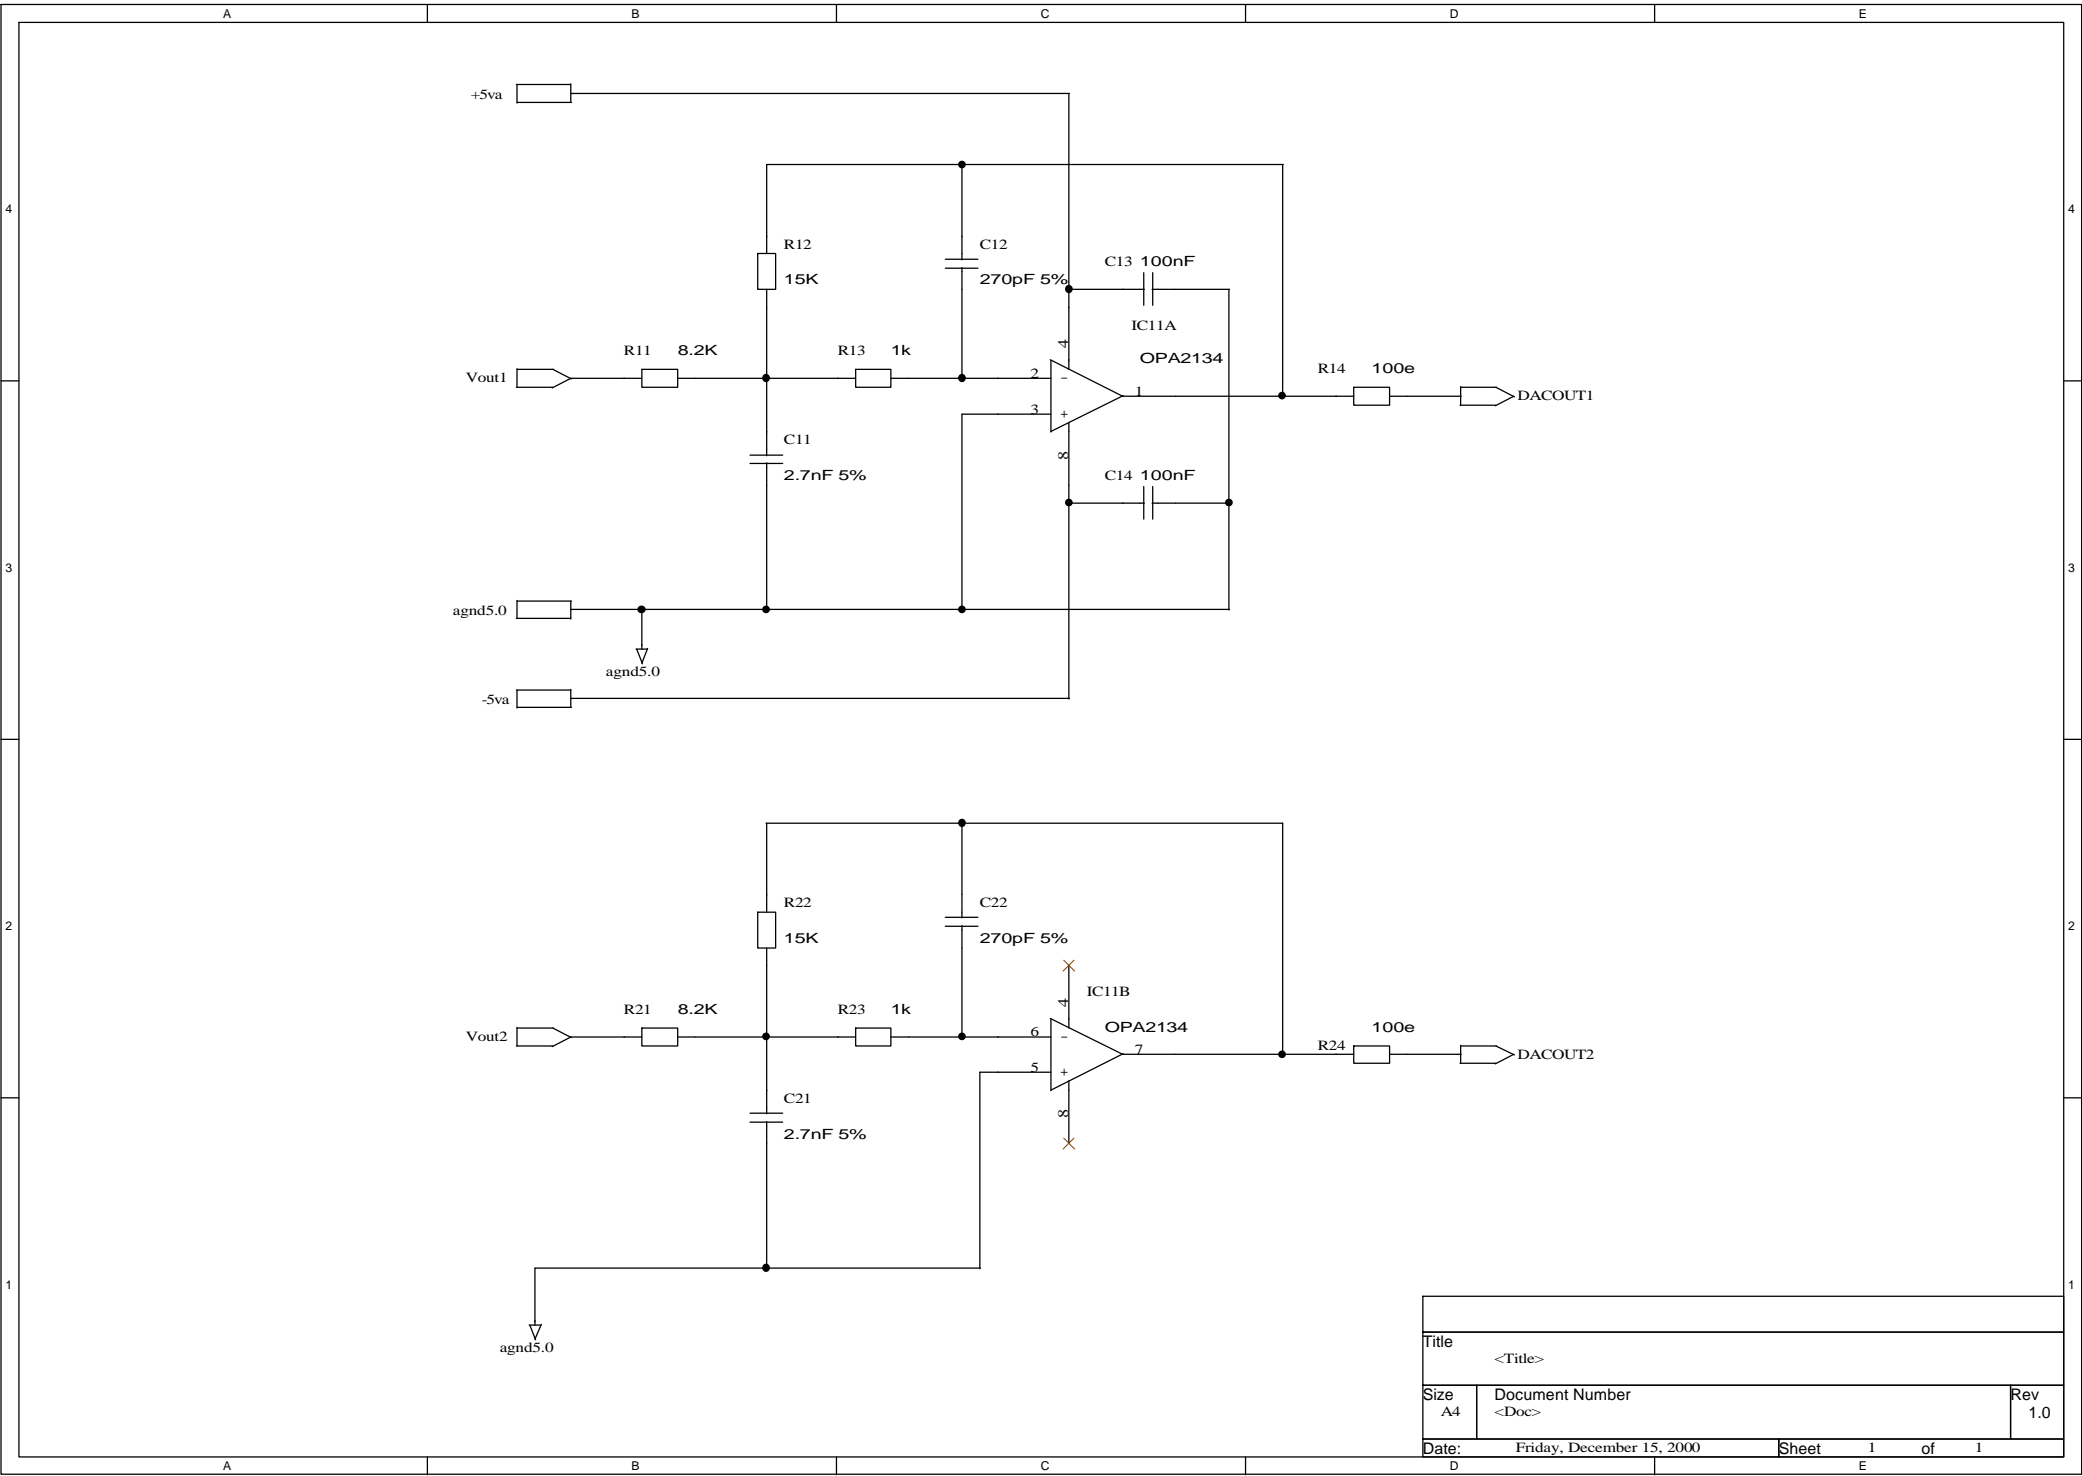 A B C D E
+5va
4 4
R12
15K
C12
270pF 5%
C13 100nF
4
IC11A
OPA2134
R11 8.2K
R13 1k
R14 100e
Vout1
2
-
3
+
1
DACOUT1
8
C11
2.7nF 5%
C14 100nF
3 3
agnd5.0
agnd5.0
-5va
R22
15K
C22
270pF 5%
2 2
4
IC11B
OPA2134
R21 8.2K
R23 1k
R24 100e
Vout2
6
-
5
+
7
DACOUT2
8
C21
2.7nF 5%
1 1
agnd5.0
Title
<Title>
Size Document Number Rev
A4 <Doc> 1.0
Date: Friday, December 15, 2000 Sheet 1 of 1
A B C D E